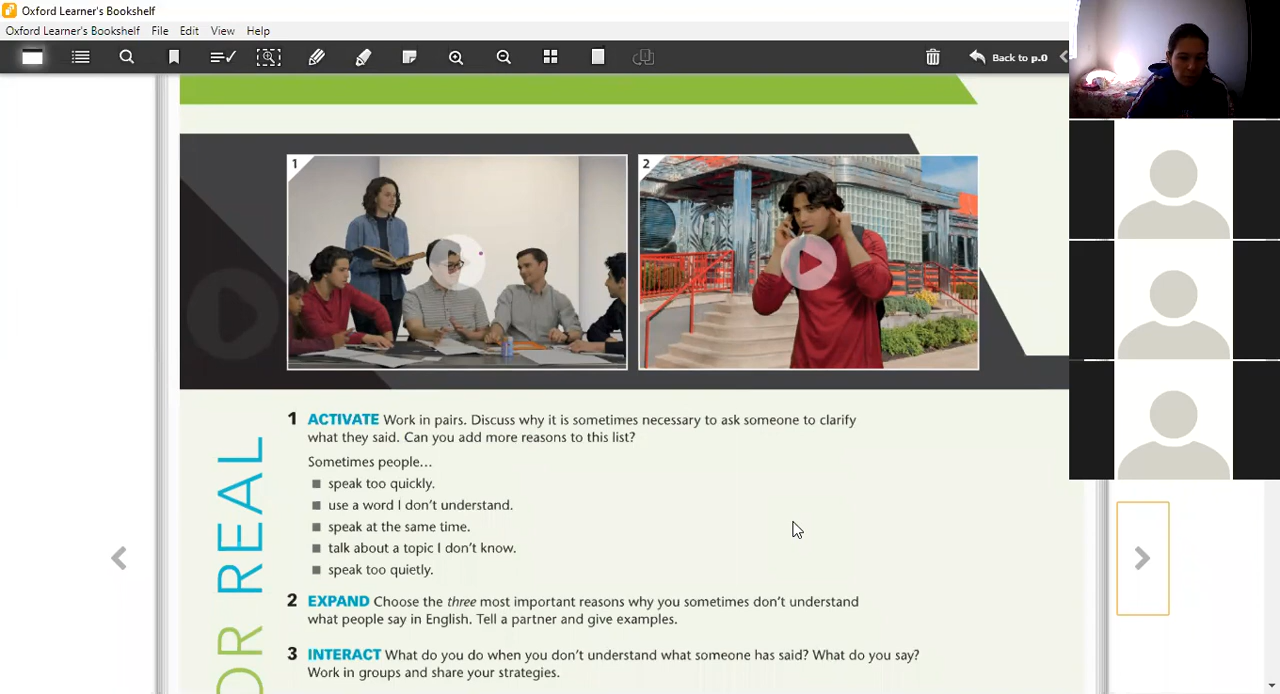 Oxford Learner's Bookshelf
Oxford Learner's Bookshelf File Edit View Help
Back to p.0
1
2
1 ACTIVATE Work in pairs. Discuss why it is sometimes necessary to ask someone to clarify
what they said. Can you add more reasons to this list?
Sometimes people…
■ speak too quickly.
■ use a word I don't understand.
■ speak at the same time.
■ talk about a topic I don't know.
■ speak too quietly.
2 EXPAND Choose the three most important reasons why you sometimes don't understand
what people say in English. Tell a partner and give examples.
3 INTERACT What do you do when you don't understand what someone has said? What do you say?
Work in groups and share your strategies.
OR REAL